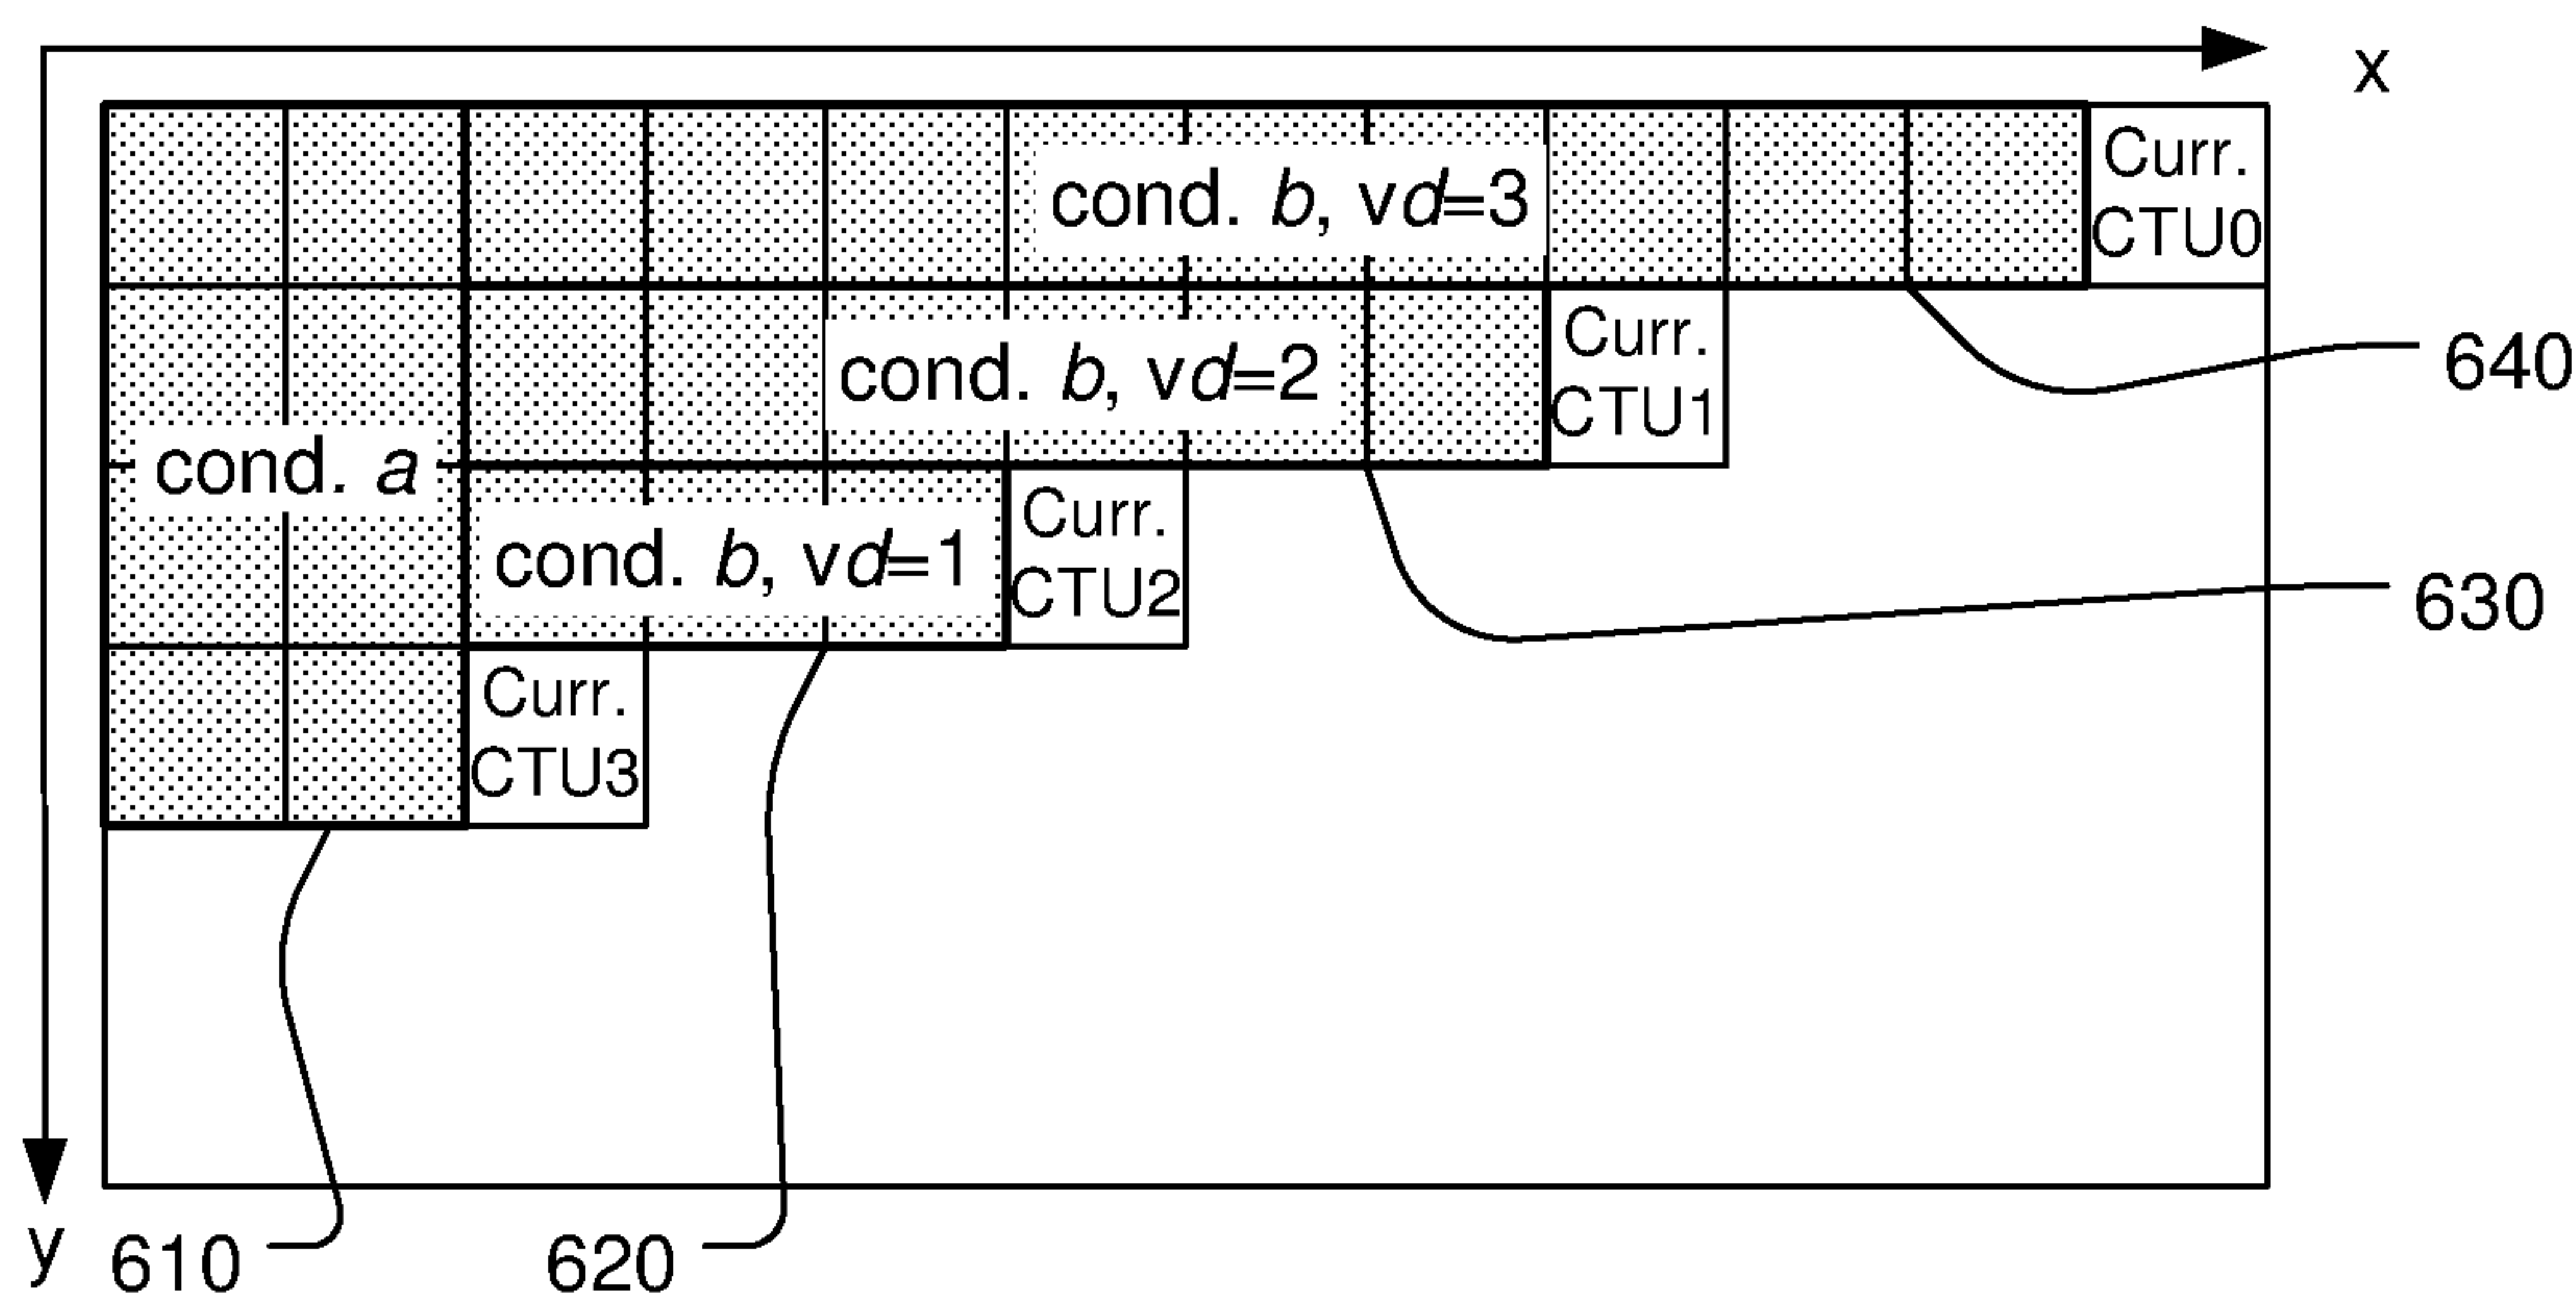 x
Curr.
CTU0
cond. b, vd=3
Curr.
CTU1
cond. b, vd=2
640
cond. a
Curr.
CTU2
cond. b, vd=1
630
Curr.
CTU3
y
610
620